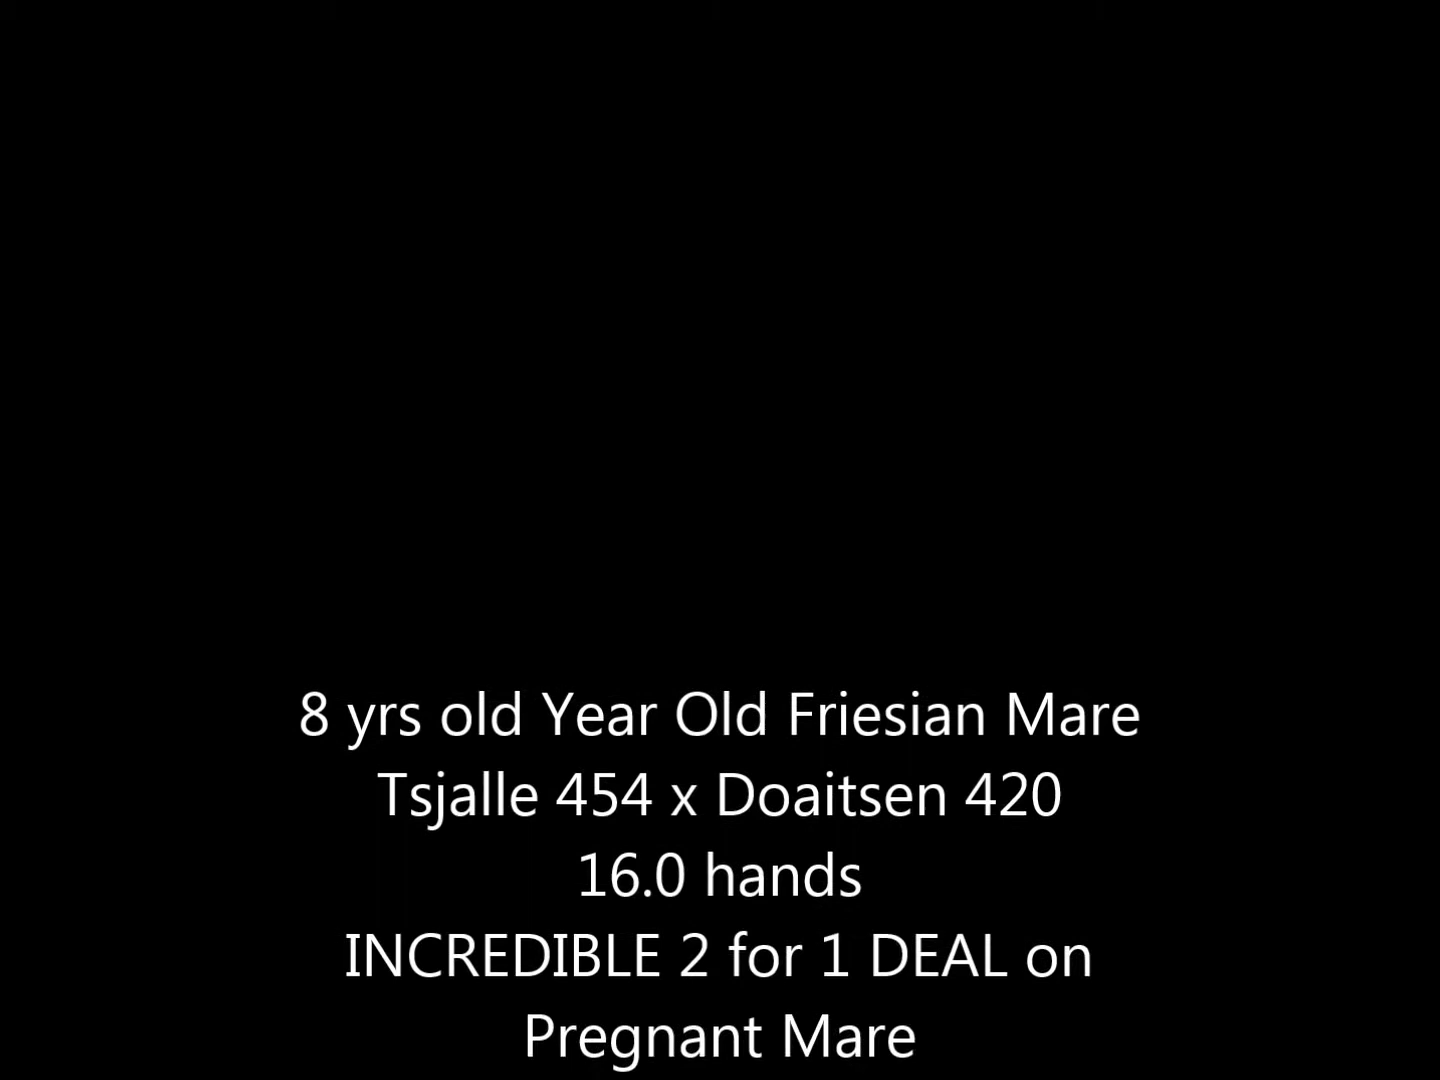 8 yrs old Year Old Friesian Mare
Tsjalle 454 x Doaitsen 420
16.0 hands
INCREDIBLE 2 for 1 DEAL on
Pregnant Mare